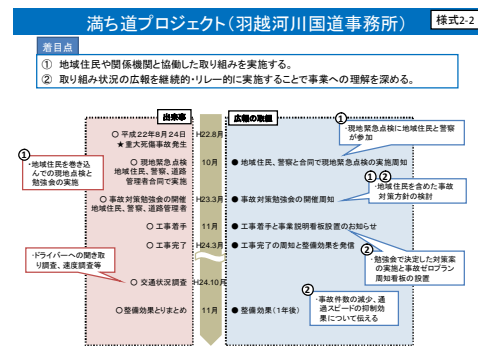 満ち道プロジェクト(羽越河川国道事務所)
様式2-2
着目点
① 地域住民や関係機関と協働した取り組みを実施する。
② 取り組み状況の広報を継続的・リレー的に実施することで事業への理解を深める。
出来事
広報の取組
○ 平成22年8月24日
★重大死傷事故発生
H22.8月
①
・現地緊急点検に地域住民と警察
が参加
①
・地域住民を巻き込
んでの現地点検と
勉強会の実施
○ 現地緊急点検
地域住民、警察、道路
管理者合同で実施
10月
● 地域住民、警察と合同で現地緊急点検の実施周知
①②
・地域住民を含めた事故
対策方針の検討
○ 事故対策勉強会の開催
地域住民、警察、道路管理者
H23.3月
● 事故対策勉強会の開催周知
○ 工事着手
11月
● 工事着手と事業説明看板設置のお知らせ
○ 工事完了
H24.3月
● 工事完了の周知と整備効果を発信
②
・勉強会で決定した対策案
の実施と事故ゼロプラン
周知看板の設置
・ドライバーへの聞き取
り調査、速度調査等
○ 交通状況調査
H24.10月
②
・事故件数の減少、通
過スピードの抑制効
果について伝える
○整備効果とりまとめ
11月
● 整備効果(1年後)